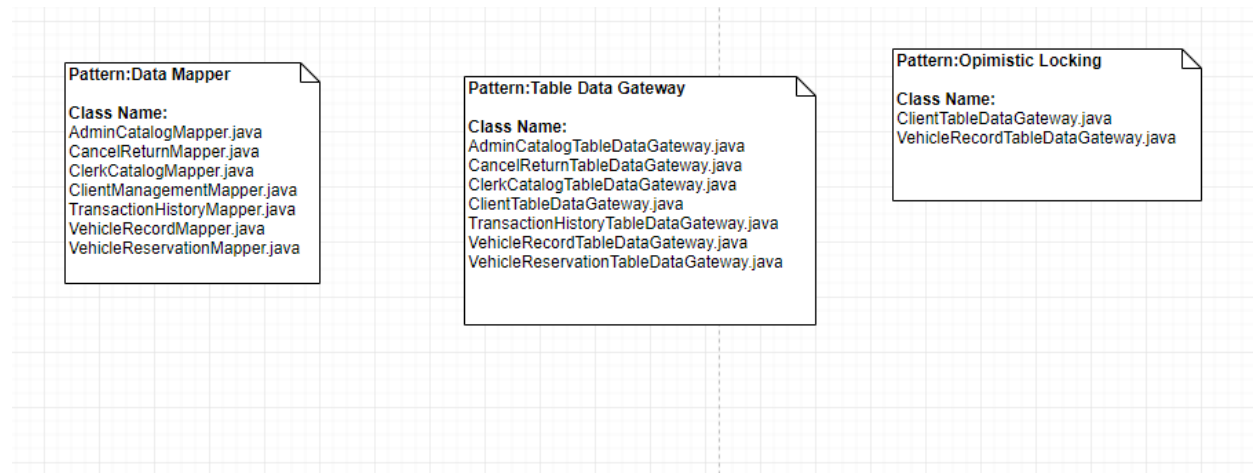 Pattern:Data Mapper
Class Name:
AdminCatalogMapper.java
CancelReturnMapper.java
ClerkCatalogMapper.java
ClientManagementMapper.java
TransactionHistoryMapper.java
VehicleRecordMapper.java
VehicleReservationMapper.java
Pattern:Table Data Gateway
Class Name:
AdminCatalogTableDataGateway.java
CancelReturnTableDataGateway.java
ClerkCatalogTableDataGateway.java
ClientTableDataGateway.java
TransactionHistoryTableDataGateway.java
VehicleRecordTableDataGateway.java
VehicleReservationTableDataGateway.java
Pattern:Opimistic Locking
Class Name:
ClientTableDataGateway.java
VehicleRecordTableDataGateway.java